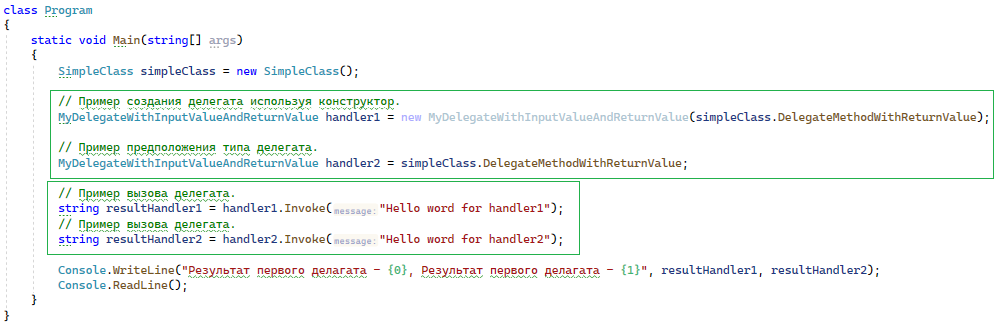 class Program
{
static void Main(string[] args)
{
SimpleClass simpleClass = new SimpleClass();
// Пример создания делегата используя конструктор.
MyDelegateWithInputValueAndReturnValue handler1 = new MyDelegateWithInputValueAndReturnValue(simpleClass.DelegateMethodWithReturnValue);
// Пример предположения типа делегата.
MyDelegateWithInputValueAndReturnValue handler2 = simpleClass.DelegateMethodWithReturnValue;
// Пример вызова делегата.
string resultHandler1 = handler1.Invoke(message:"Hello word for handler1");
// Пример вызова делегата.
string resultHandler2 = handler2.Invoke(message:"Hello word for handler2");
Console.WriteLine("Результат первого делагата - {0}, Результат первого делагата - {1}", resultHandler1, resultHandler2);
Console.ReadLine();
}
}